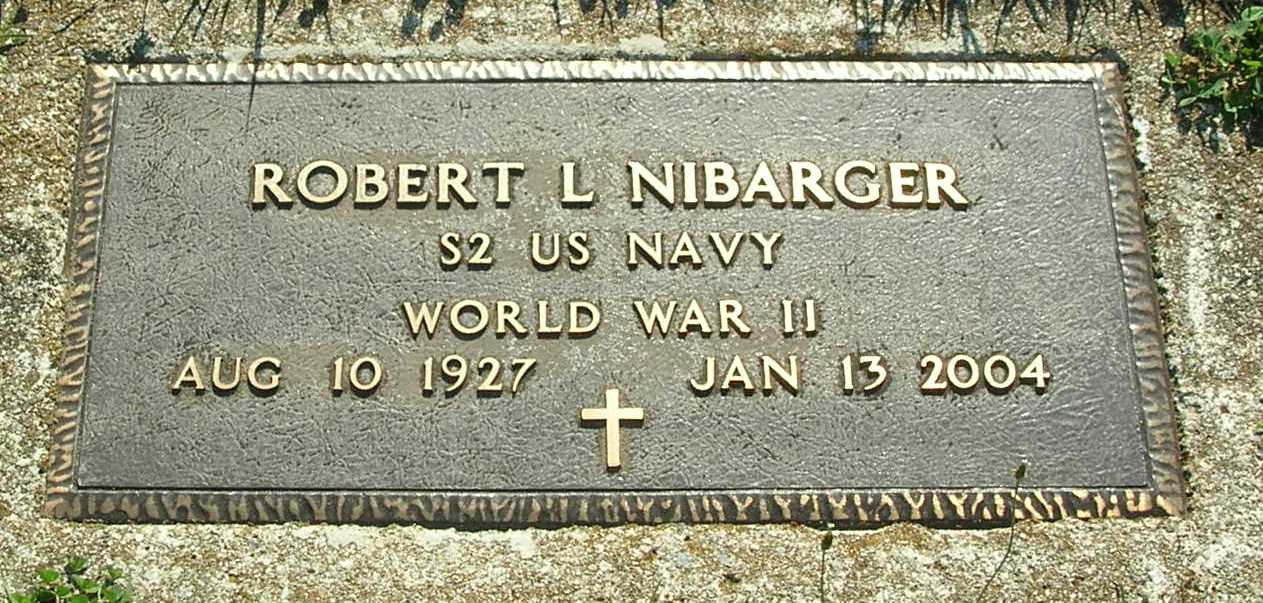 ROBERT L NIBARGER
S2 US NAVY
WORLD WAR II
AUG 10 1927 JAN 13 2004